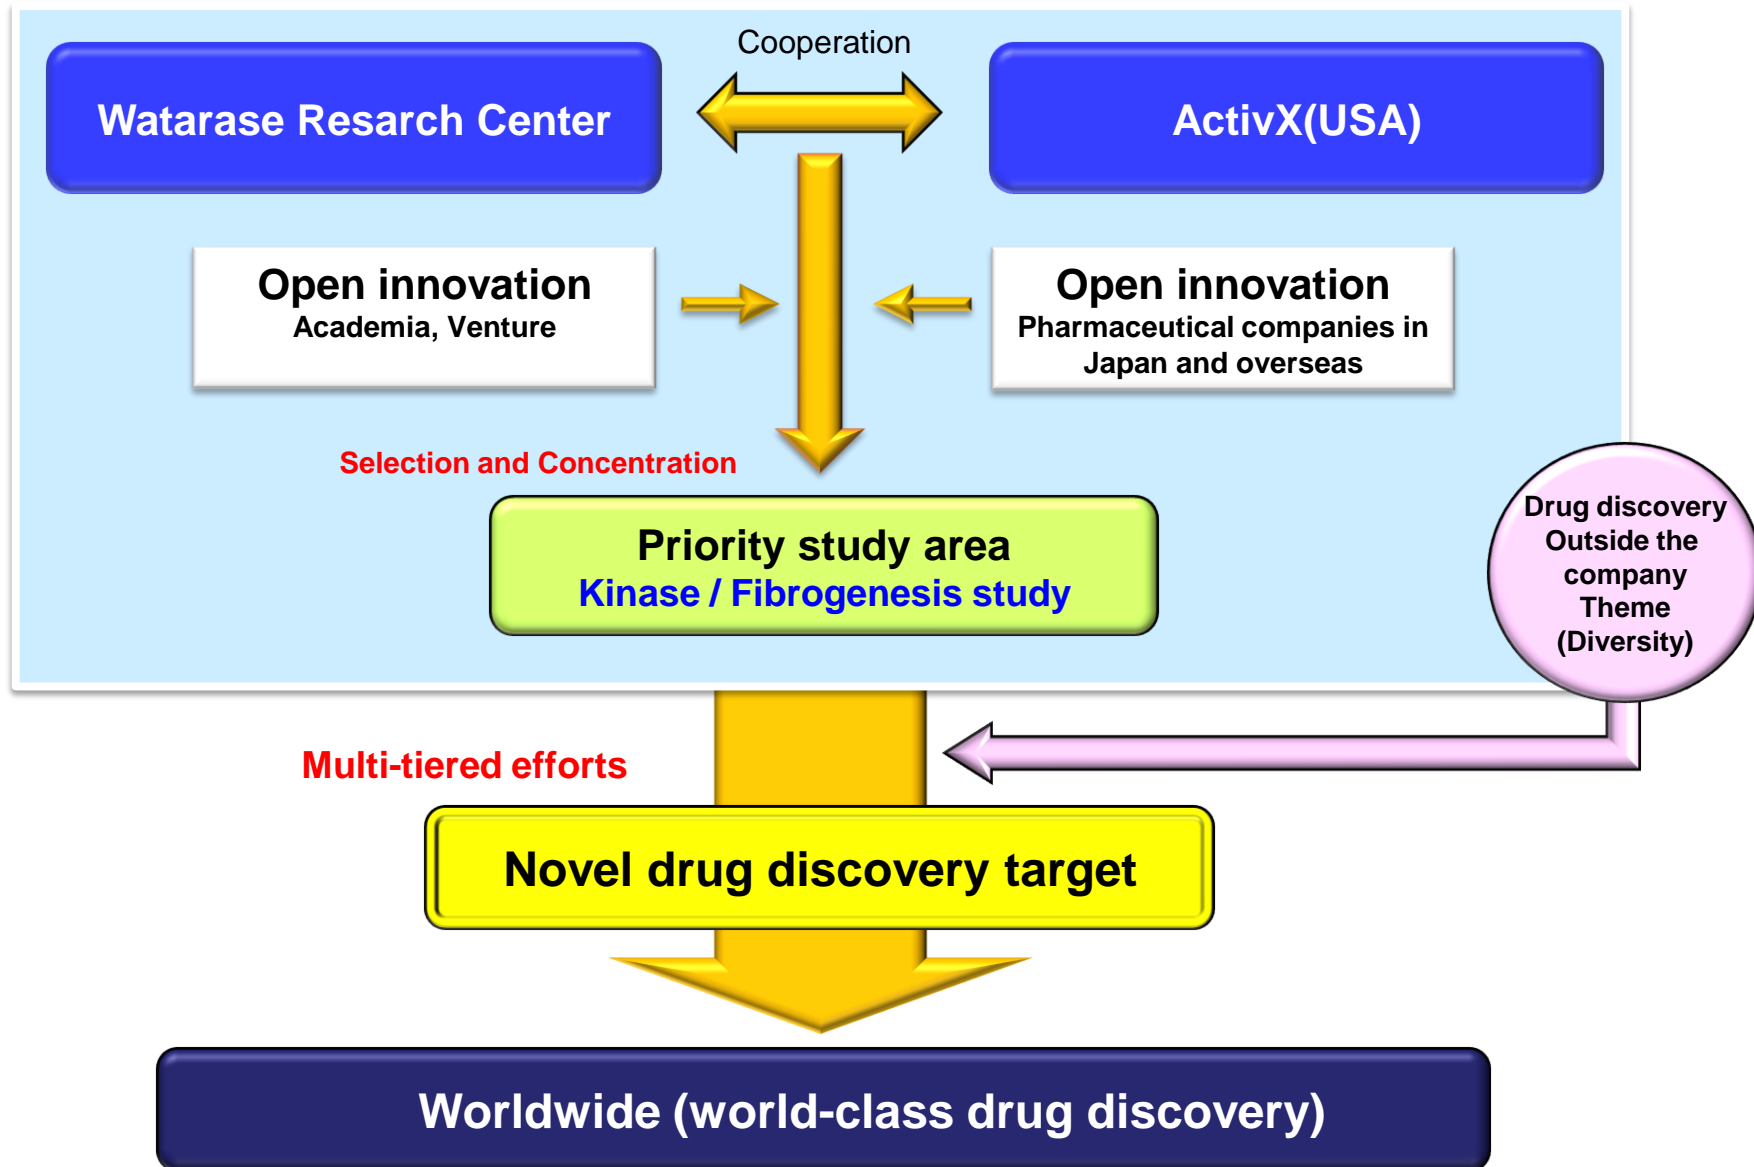 Cooperation
Watarase Resarch Center
ActivX(USA)
Open innovation
Academia, Venture
Open innovation
Pharmaceutical companies in
Japan and overseas
Selection and Concentration
Priority study area
Kinase / Fibrogenesis study
Drug discovery
Outside the
company
Theme
(Diversity)
Multi-tiered efforts
Novel drug discovery target
Worldwide (world-class drug discovery)